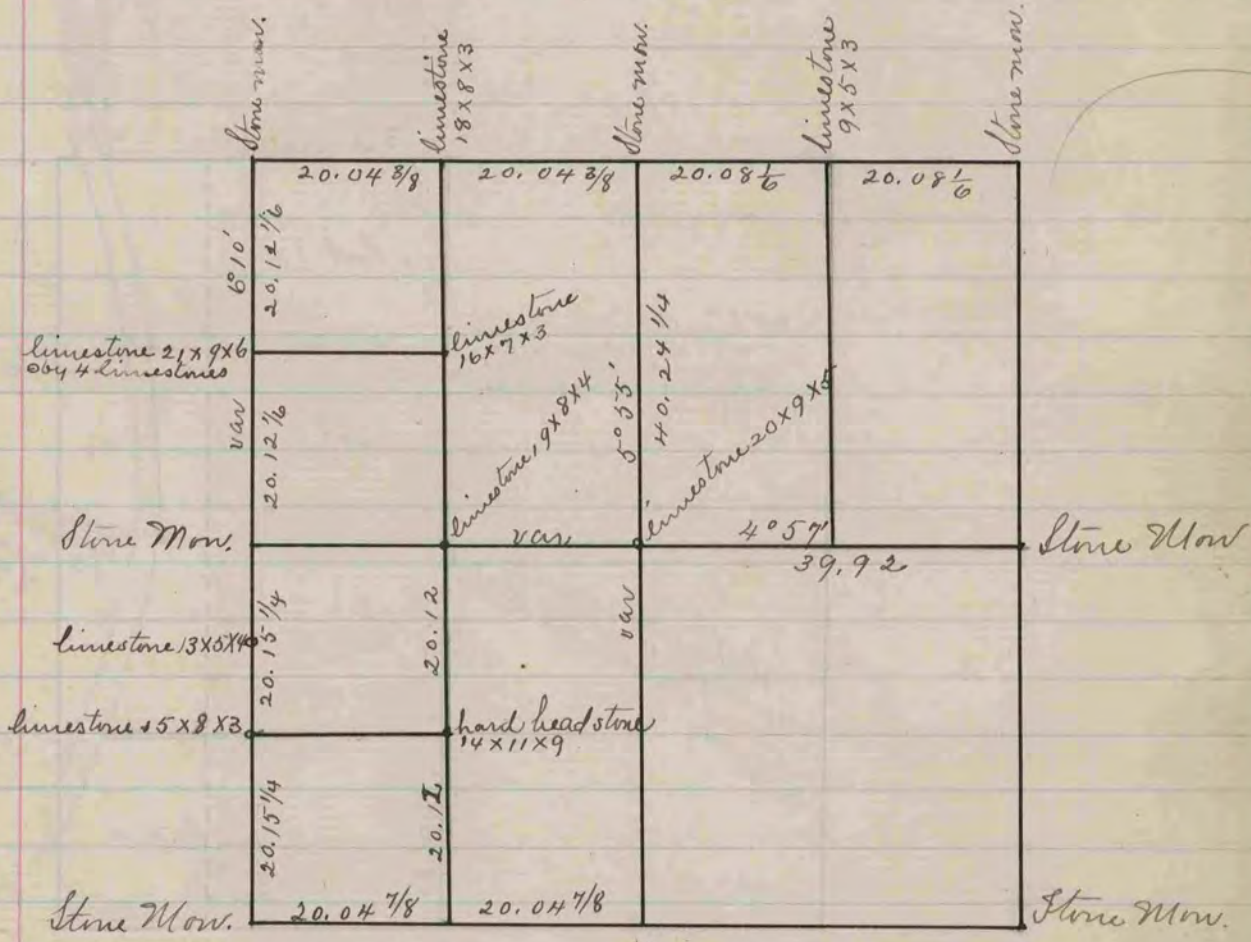 Stone mon.
limestone
18 X 8 X 3
Stone mon.
limestone
9 X 5 X 3
Stone mon.
20.04 3/8
20.04 3/8
20.08 1/6
20.08 1/6
6° 10'
20.12 1/6
limestone 21 x 9 x 6
by 4 limestones
limestone
16 x 7 x 3
var
20.12 1/6
limestone 19 X 8 X 4
5° 55'
40.24 1/4
limestone 20 x 9 x 5
Stone Mon.
var
4° 57'
39.92
Stone Mon
limestone 13 X 5 X 4
20.15 1/4
20.12
var
limestone 15 X 8 X 3
hard head stone
14 X 11 X 9
20.15 1/4
20.12
Stone Mon.
20.04 7/8
20.04 7/8
Stone Mon.